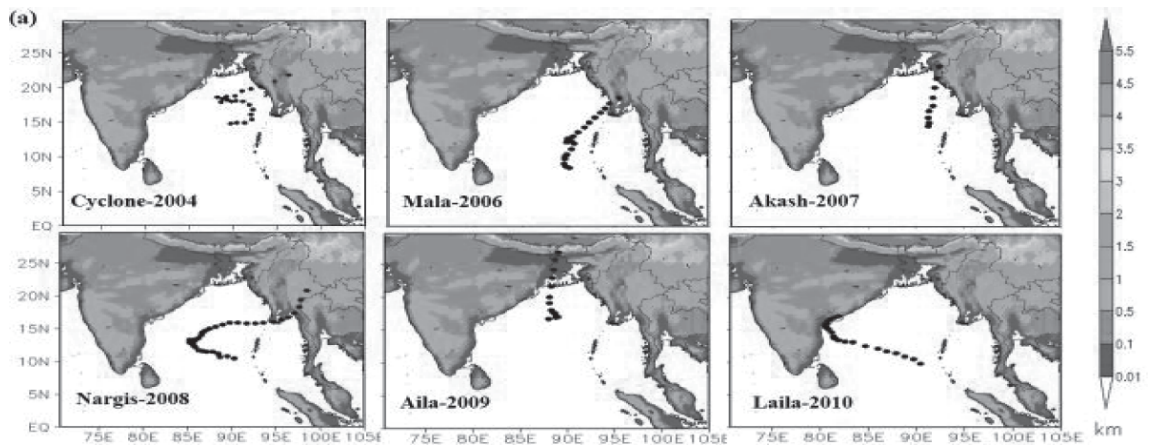 (a)
25N
20N
15N
10N
5N
EQ
Cyclone-2004
Mala-2006
Akash-2007
5.5
4.5
4
3.5
3
2
1.5
1
0.1
0.01
km
25N
20N
15N
10N
5N
EQ
Nargis-2008
Aila-2009
Laila-2010
75E 80E 85E 90E 95E 100E 105E
75E 80E 85E 90E 95E 100E 105E
75E 80E 85E 90E 95E 100E 105E